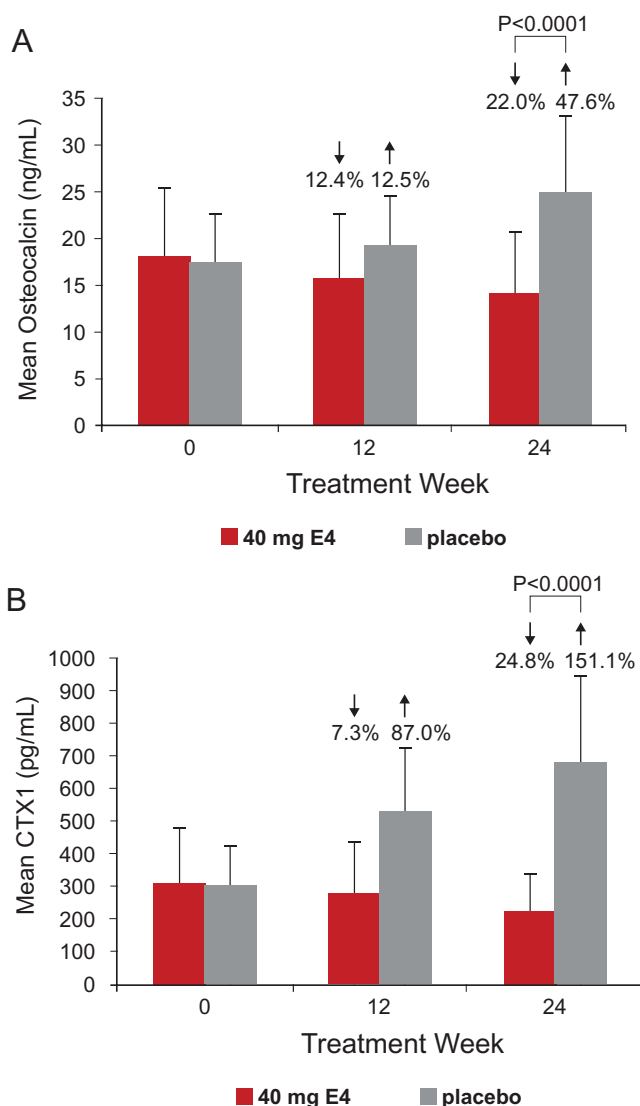 A
P<0.0001
↓ ↑
22.0% 47.6%
↓ ↑
12.4% 12.5%
Mean Osteocalcin (ng/mL)
35
30
25
20
15
10
5
0
0 12 24
Treatment Week
40 mg E4 placebo
B
P<0.0001
↓ ↑
24.8% 151.1%
↓ ↑
7.3% 87.0%
Mean CTX1 (pg/mL)
1000
900
800
700
600
500
400
300
200
100
0
0 12 24
Treatment Week
40 mg E4 placebo